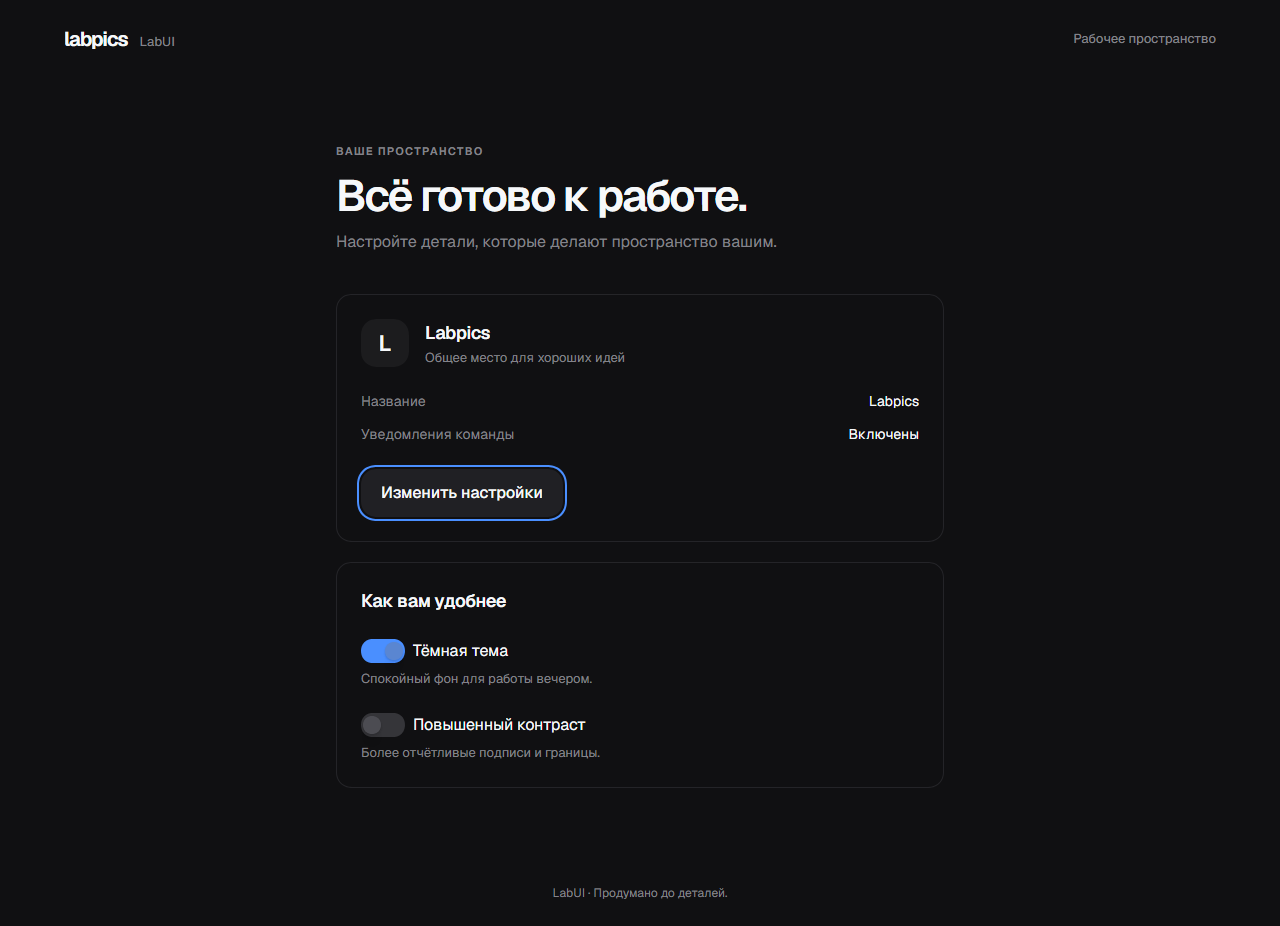 labpics LabUI
Рабочее пространство
ВАШЕ ПРОСТРАНСТВО
Всё готово к работе.
Настройте детали, которые делают пространство вашим.
L
Labpics
Общее место для хороших идей
Название
Labpics
Уведомления команды
Включены
Изменить настройки
Как вам удобнее
Тёмная тема
Спокойный фон для работы вечером.
Повышенный контраст
Более отчётливые подписи и границы.
LabUI · Продумано до деталей.